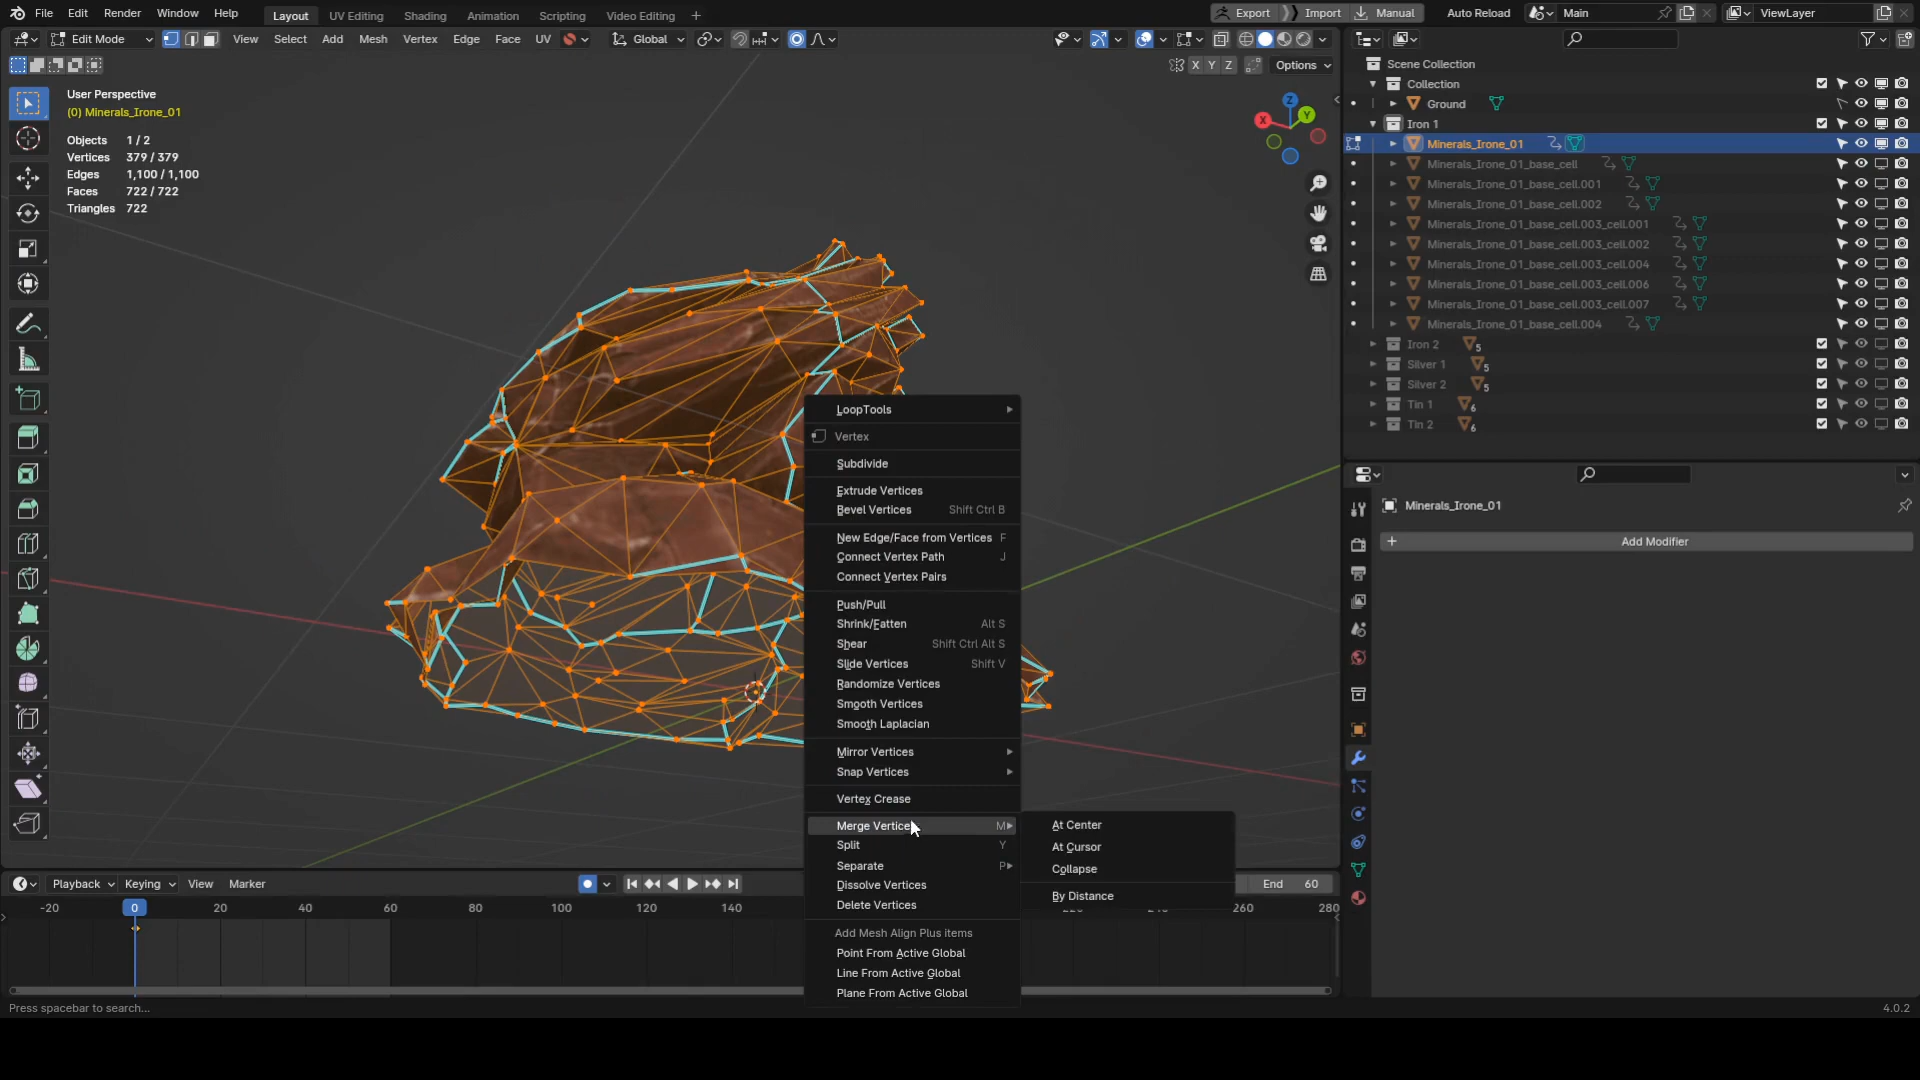 File Edit Render Window Help Layout UV Editing Shading Animation Scripting Video Editing + Export Import Manual Auto Reload Main ViewLayer
Edit Mode View Select Add Mesh Vertex Edge Face UV Global
X Y Z Options
User Perspective
(0) Minerals_Irone_01
Objects 1 / 2
Vertices 379 / 379
Edges 1,100 / 1,100
Faces 722 / 722
Triangles 722
Z
X
Y
LoopTools
Vertex
Subdivide
Extrude Vertices
Bevel Vertices Shift Ctrl B
New Edge/Face from Vertices F
Connect Vertex Path J
Connect Vertex Pairs
Push/Pull
Shrink/Fatten Alt S
Shear Shift Ctrl Alt S
Slide Vertices Shift V
Randomize Vertices
Smooth Vertices
Smooth Laplacian
Mirror Vertices
Snap Vertices
Vertex Crease
Merge Vertice M
Split Y
Separate P
Dissolve Vertices
Delete Vertices
Add Mesh Align Plus items
Point From Active Global
Line From Active Global
Plane From Active Global
At Center
At Cursor
Collapse
By Distance
Scene Collection
Collection
Ground
Iron 1
Minerals_Irone_01
Minerals_Irone_01_base_cell
Minerals_Irone_01_base_cell.001
Minerals_Irone_01_base_cell.002
Minerals_Irone_01_base_cell.003_cell.001
Minerals_Irone_01_base_cell.003_cell.002
Minerals_Irone_01_base_cell.003_cell.004
Minerals_Irone_01_base_cell.003_cell.006
Minerals_Irone_01_base_cell.003_cell.007
Minerals_Irone_01_base_cell.004
Iron 2 5
Silver 1 5
Silver 2 5
Tin 1 6
Tin 2 6
Minerals_Irone_01
+ Add Modifier
Playback Keying View Marker End 60
-20 0 20 40 60 80 100 120 140 260 280
Press spacebar to search... 4.0.2